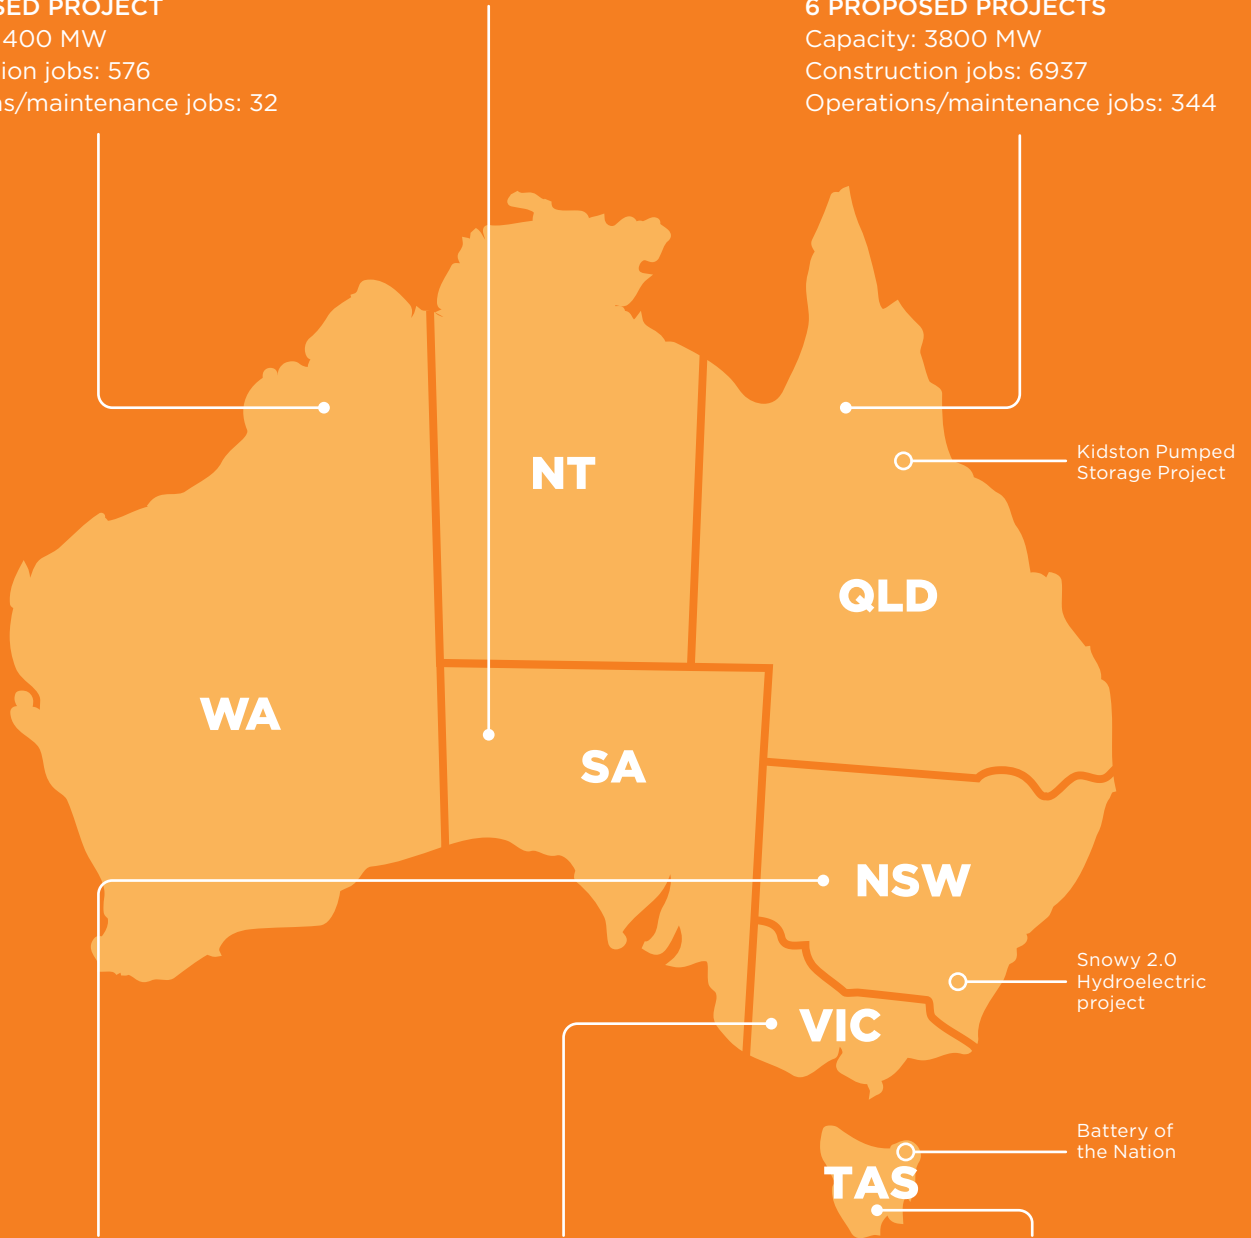 SED PROJECT
400 MW
ion jobs: 576
s/maintenance jobs: 32
6 PROPOSED PROJECTS
Capacity: 3800 MW
Construction jobs: 6937
Operations/maintenance jobs: 344
NT
Kidston Pumped
Storage Project
QLD
WA
SA
NSW
Snowy 2.0
Hydroelectric
project
VIC
Battery of
the Nation
TAS